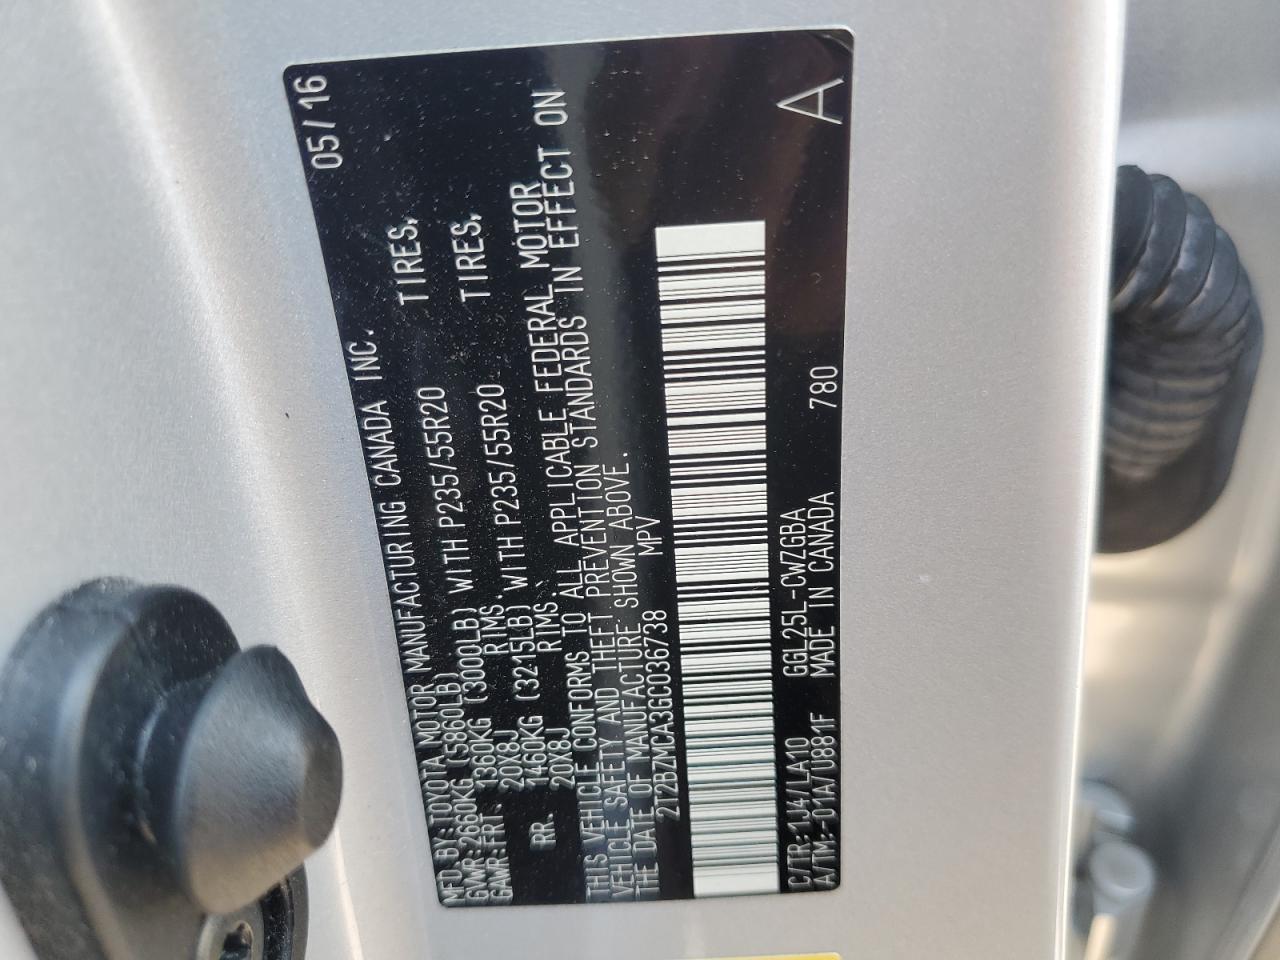 MFD. BY: TOYOTA MOTOR MANUFACTURING CANADA INC. 05/16
GVWR: 2660KG (5860LB)
GAWR: FRT: 1360KG (3000LB) WITH P235/55R20 TIRES,
20X8J RIMS,
RR. 1460KG (3215LB) WITH P235/55R20 TIRES,
20X8J RIMS.
THIS VEHICLE CONFORMS TO ALL APPLICABLE FEDERAL MOTOR
VEHICLE SAFETY AND THEFT PREVENTION STANDARDS IN EFFECT ON
THE DATE OF MANUFACTURE SHOWN ABOVE.
2T2BZMCA3GC036738 MPV
C/TR: 1J4/LA10 GGL25L-CWZGBA A
A/TM: -01A/U881F MADE IN CANADA 780